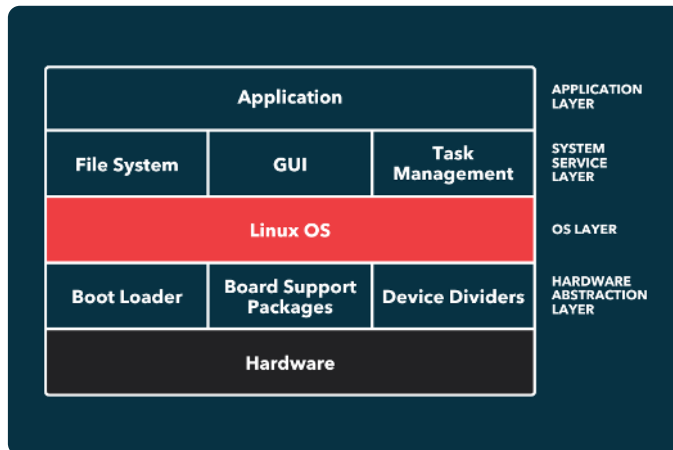 Application
APPLICATION
LAYER
File System
GUI
Task
Management
SYSTEM
SERVICE
LAYER
Linux OS
OS LAYER
Boot Loader
Board Support
Packages
Device Dividers
HARDWARE
ABSTRACTION
LAYER
Hardware